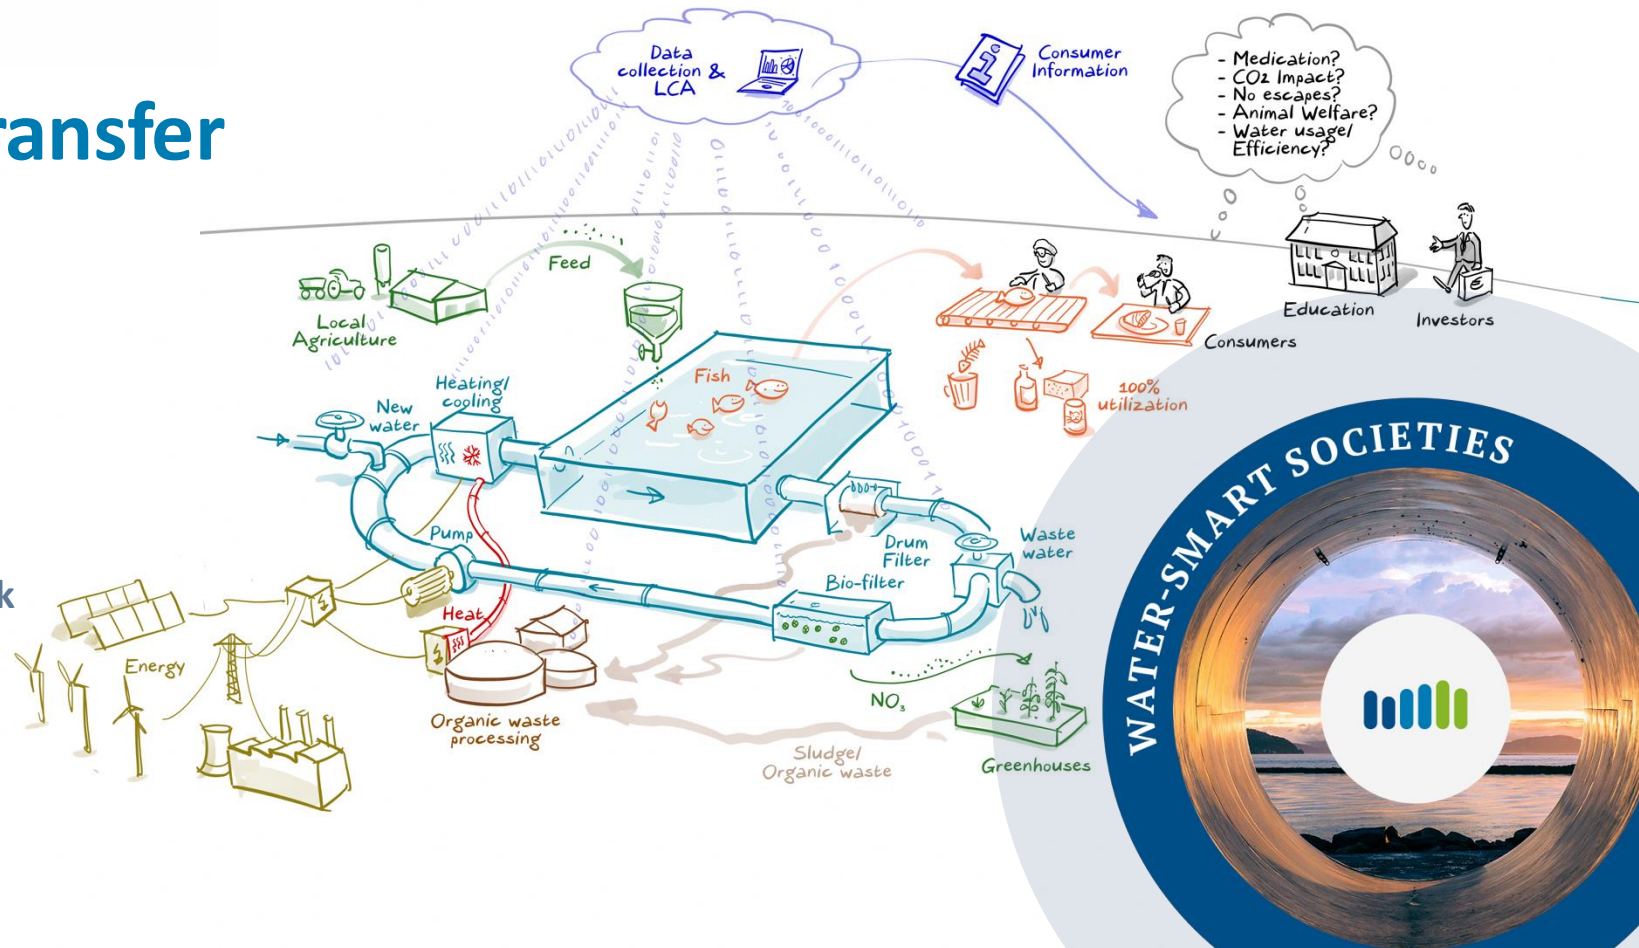 ransfer
k
Data
collection &
LCA
Consumer
Information
- Medication?
- CO2 Impact?
- No escapes?
- Animal Welfare?
- Water usage/
Efficiency?
Feed
Local
Agriculture
Education
Investors
Consumers
100%
utilization
Fish
Heating/
cooling
New
water
Pump
Drum
Filter
Waste
water
Bio-filter
Heat
Energy
NO3
Organic waste
processing
Sludge/
Organic waste
Greenhouses
WATER-SMART SOCIETIES